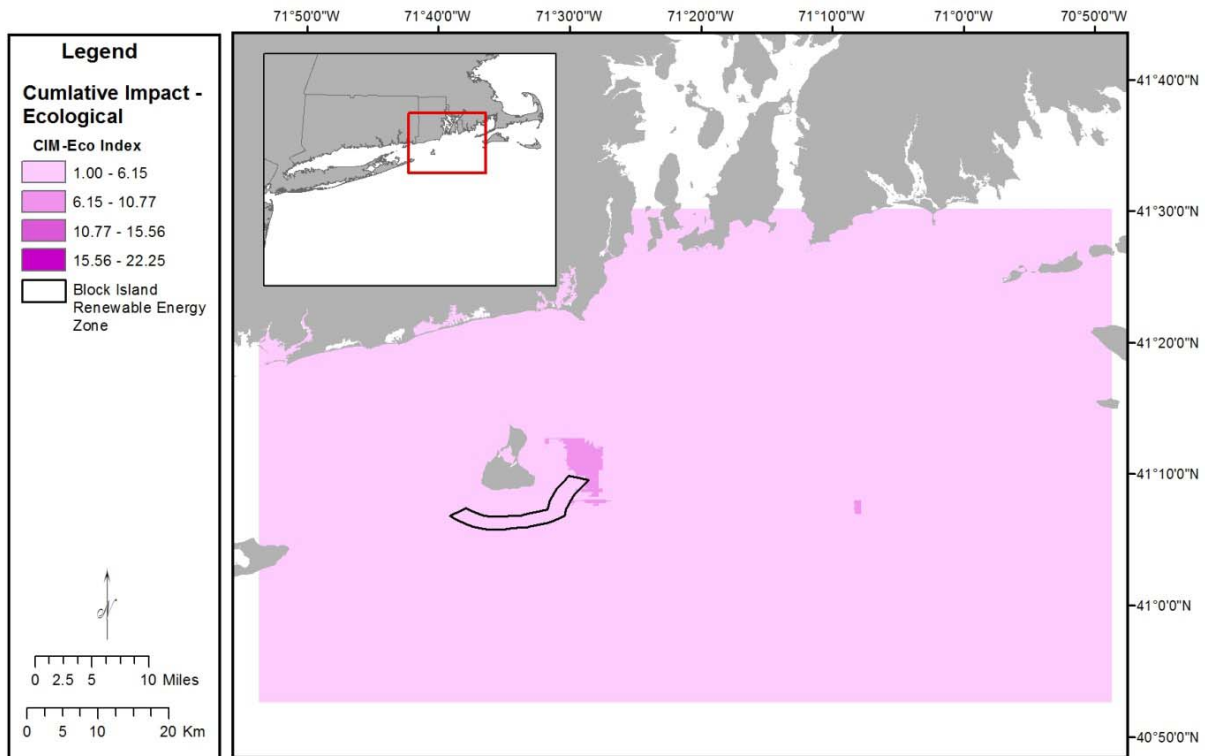 71°50'0"W 71°40'0"W 71°30'0"W 71°20'0"W 71°10'0"W 71°0'0"W 70°50'0"W
Legend
Cumlative Impact -
Ecological
CIM-Eco Index
1.00 - 6.15
6.15 - 10.77
10.77 - 15.56
15.56 - 22.25
Block Island
Renewable Energy
Zone
N
0 2.5 5 10 Miles
0 5 10 20 Km
41°40'0"N
41°30'0"N
41°20'0"N
41°10'0"N
41°0'0"N
40°50'0"N